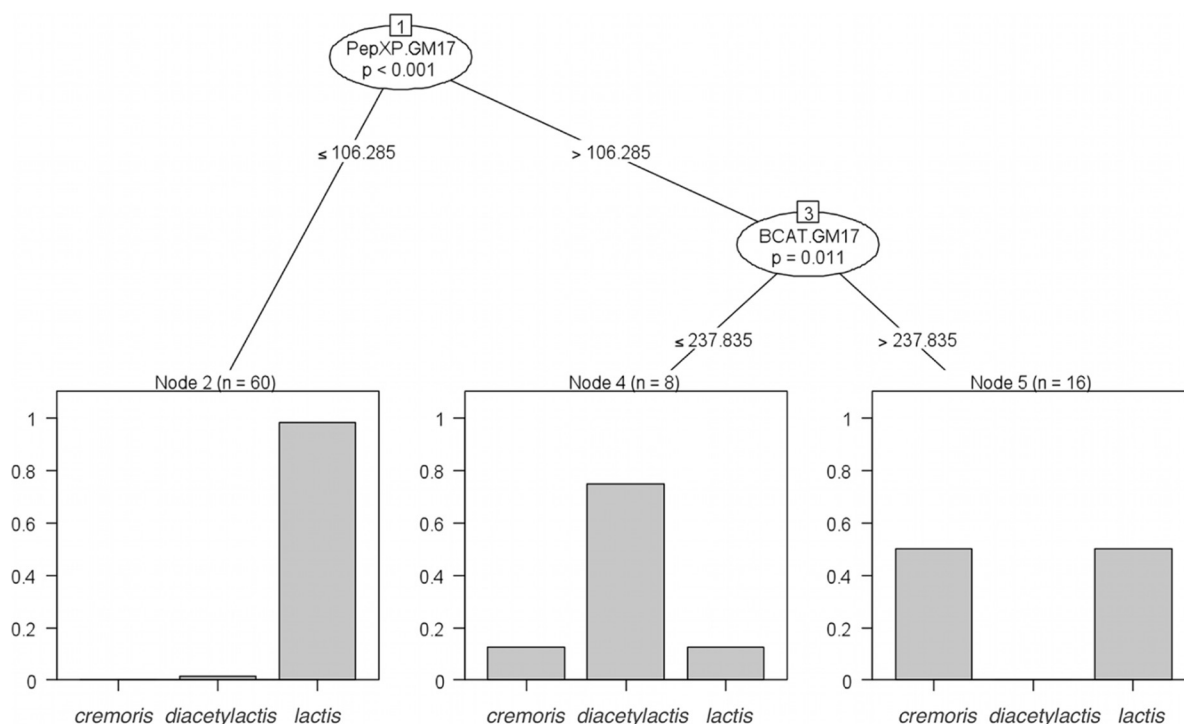 1
PepXP.GM17
p < 0.001
≤ 106.285
> 106.285
3
BCAT.GM17
p = 0.011
≤ 237.835
> 237.835
Node 2 (n = 60)
1
0.8
0.6
0.4
0.2
0
cremoris diacetylactis lactis
Node 4 (n = 8)
1
0.8
0.6
0.4
0.2
0
cremoris diacetylactis lactis
Node 5 (n = 16)
1
0.8
0.6
0.4
0.2
0
cremoris diacetylactis lactis